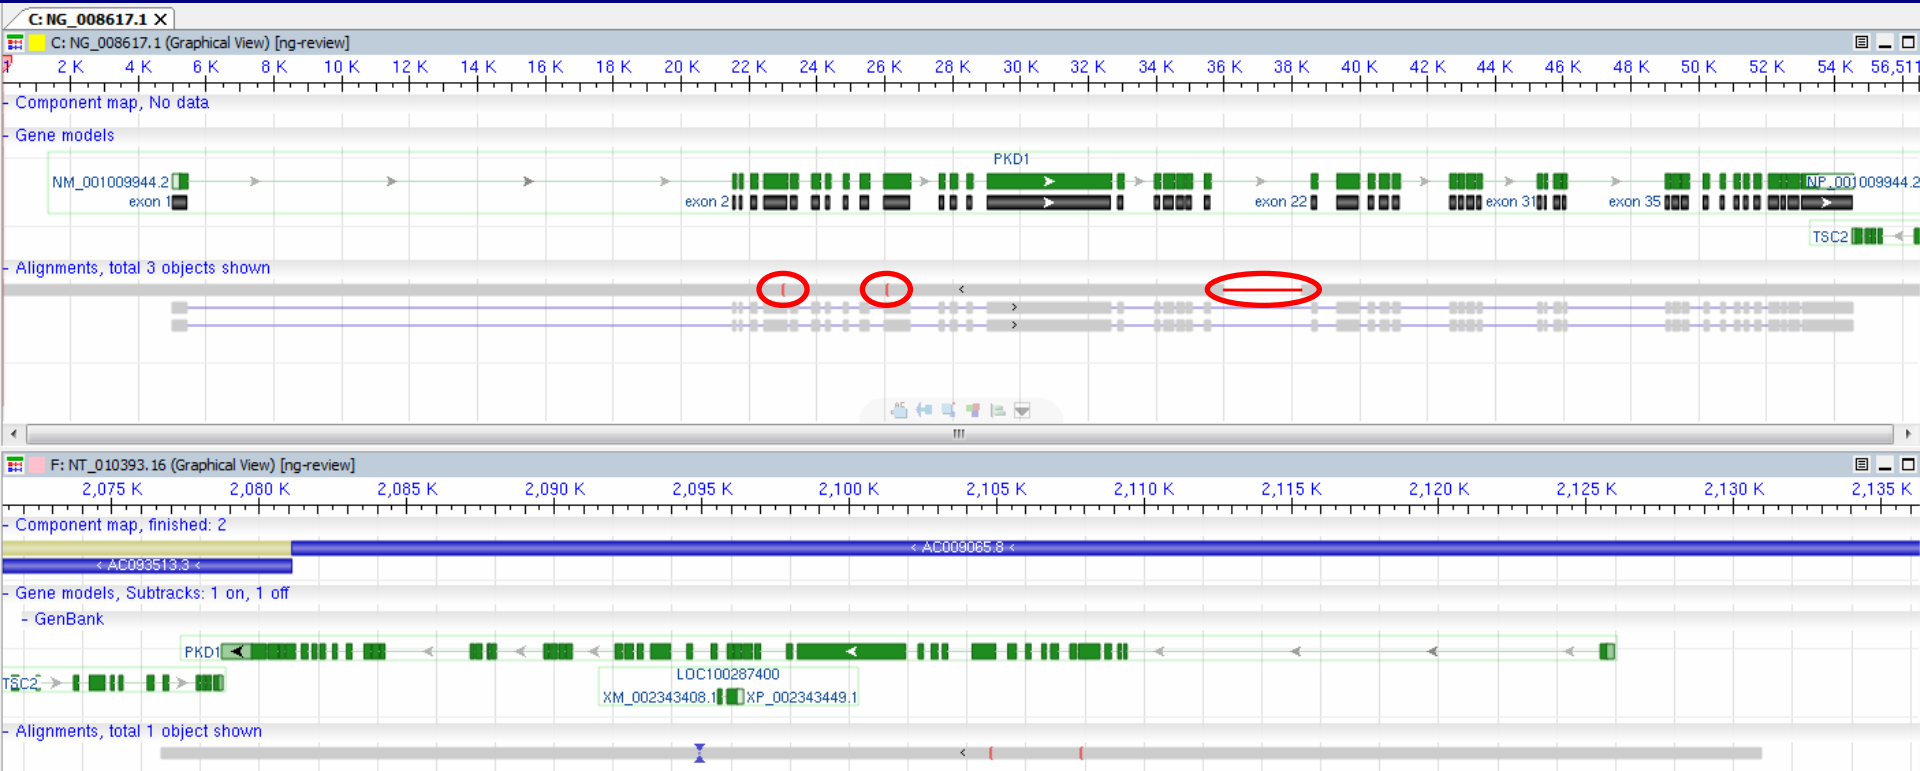 C: NG_008617.1 X
C: NG_008617.1 (Graphical View) [ng-review]
1 2 K 4 K 6 K 8 K 10 K 12 K 14 K 16 K 18 K 20 K 22 K 24 K 26 K 28 K 30 K 32 K 34 K 36 K 38 K 40 K 42 K 44 K 46 K 48 K 50 K 52 K 54 K 56,511
- Component map, No data
- Gene models
PKD1
NM_001009944.2 NP_001009944.2
exon 1 exon 2 exon 22 exon 31 exon 35
TSC2
- Alignments, total 3 objects shown
F: NT_010393.16 (Graphical View) [ng-review]
2,075 K 2,080 K 2,085 K 2,090 K 2,095 K 2,100 K 2,105 K 2,110 K 2,115 K 2,120 K 2,125 K 2,130 K 2,135 K
- Component map, finished: 2
< AC009065.8 <
< AC093513.3 <
- Gene models, Subtracks: 1 on, 1 off
- GenBank
PKD1
LOC100287400
TSC2
XM_002343408.1 XP_002343449.1
- Alignments, total 1 object shown